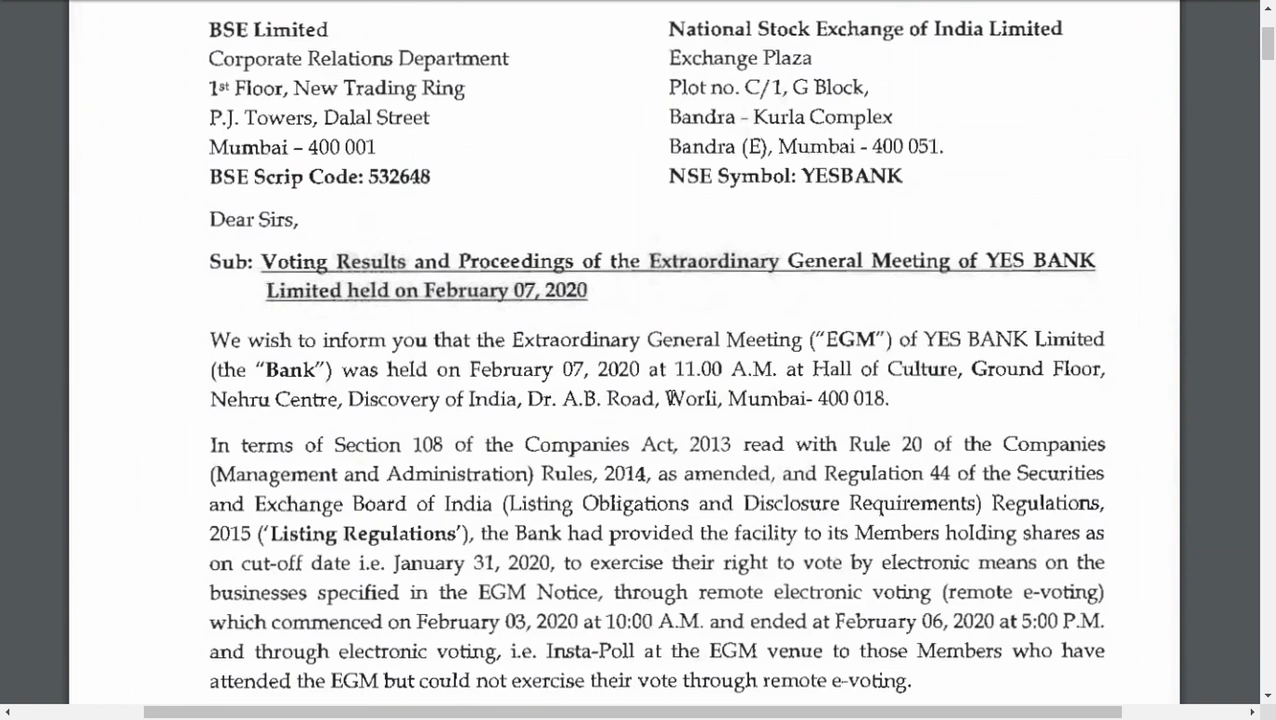 BSE Limited
Corporate Relations Department
1st Floor, New Trading Ring
P.J. Towers, Dalal Street
Mumbai – 400 001
BSE Scrip Code: 532648
National Stock Exchange of India Limited
Exchange Plaza
Plot no. C/1, G Block,
Bandra - Kurla Complex
Bandra (E), Mumbai - 400 051.
NSE Symbol: YESBANK
Dear Sirs,
Sub: Voting Results and Proceedings of the Extraordinary General Meeting of YES BANK
Limited held on February 07, 2020
We wish to inform you that the Extraordinary General Meeting (“EGM”) of YES BANK Limited
(the “Bank”) was held on February 07, 2020 at 11.00 A.M. at Hall of Culture, Ground Floor,
Nehru Centre, Discovery of India, Dr. A.B. Road, Worli, Mumbai- 400 018.
In terms of Section 108 of the Companies Act, 2013 read with Rule 20 of the Companies
(Management and Administration) Rules, 2014, as amended, and Regulation 44 of the Securities
and Exchange Board of India (Listing Obligations and Disclosure Requirements) Regulations,
2015 (‘Listing Regulations’), the Bank had provided the facility to its Members holding shares as
on cut-off date i.e. January 31, 2020, to exercise their right to vote by electronic means on the
businesses specified in the EGM Notice, through remote electronic voting (remote e-voting)
which commenced on February 03, 2020 at 10:00 A.M. and ended at February 06, 2020 at 5:00 P.M.
and through electronic voting, i.e. Insta-Poll at the EGM venue to those Members who have
attended the EGM but could not exercise their vote through remote e-voting.